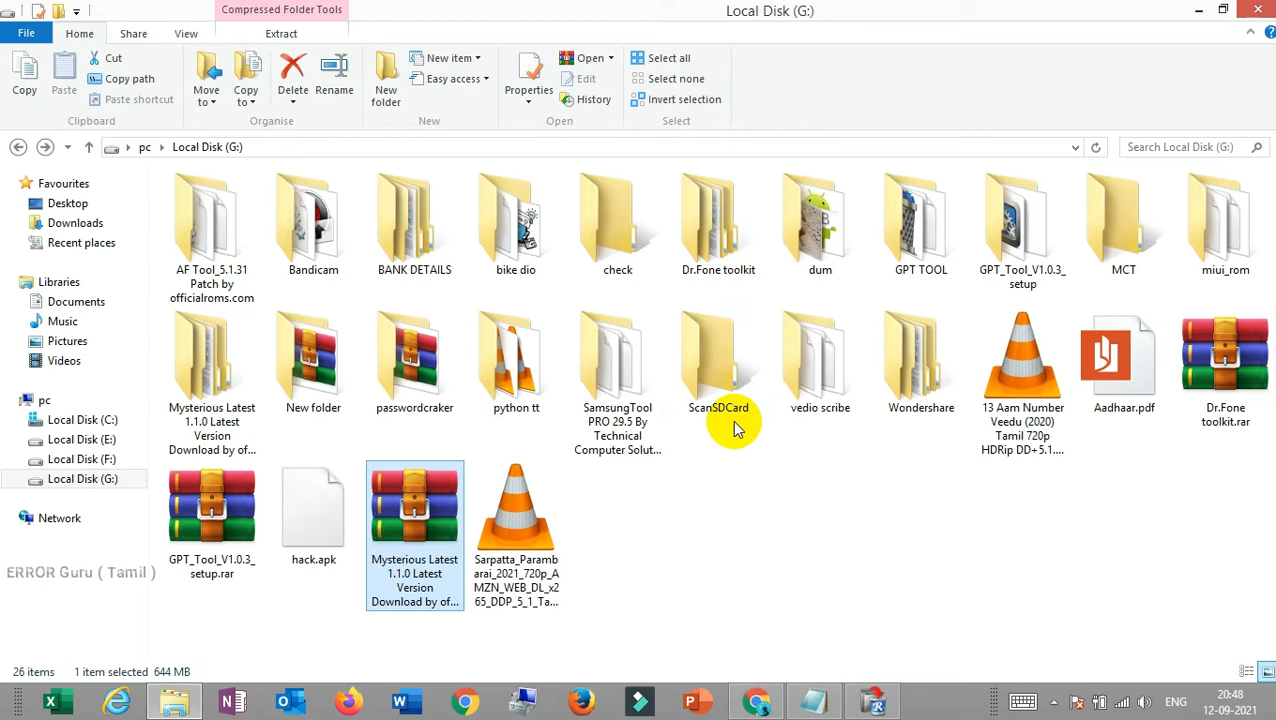 Compressed Folder Tools
Local Disk (G:)
File
Home
Share
View
Extract
Copy
Paste
Cut
Copy path
Paste shortcut
Move to
Copy to
Delete
Rename
New folder
New item
Easy access
Properties
Open
Edit
History
Select all
Select none
Invert selection
Clipboard
Organise
New
Open
Select
pc
Local Disk (G:)
Search Local Disk (G:)
Favourites
Desktop
Downloads
Recent places
Libraries
Documents
Music
Pictures
Videos
pc
Local Disk (C:)
Local Disk (E:)
Local Disk (F:)
Local Disk (G:)
Network
AF Tool_5.1.31
Patch by
officialroms.com
Bandicam
BANK DETAILS
bike dio
check
Dr.Fone toolkit
dum
GPT TOOL
GPT_Tool_V1.0.3_
setup
MCT
miui_rom
Mysterious Latest
1.1.0 Latest
Version
Download by of...
New folder
passwordcraker
python tt
SamsungTool
PRO 29.5 By
Technical
Computer Solut...
ScanSDCard
vedio scribe
Wondershare
13 Aam Number
Veedu (2020)
Tamil 720p
HDRip DD+5.1....
Aadhaar.pdf
Dr.Fone
toolkit.rar
GPT_Tool_V1.0.3_
setup.rar
hack.apk
Mysterious Latest
1.1.0 Latest
Version
Download by of...
Sarpatta_Paramb
arai_2021_720p_A
MZN_WEB_DL_x2
65_DDP_5_1_Ta...
ERROR Guru ( Tamil )
26 items
1 item selected 644 MB
ENG
20:48
12-09-2021